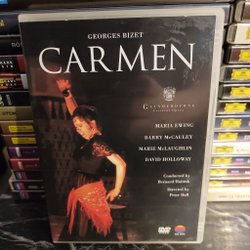 GEORGES BIZET
CARMEN
GLYNDEBOURNE
MARIA EWING
BARRY McCAULEY
MARIE McLAUGHLIN
DAVID HOLLOWAY
Conducted by
Bernard Haitink
Directed by
Peter Hall
DVD